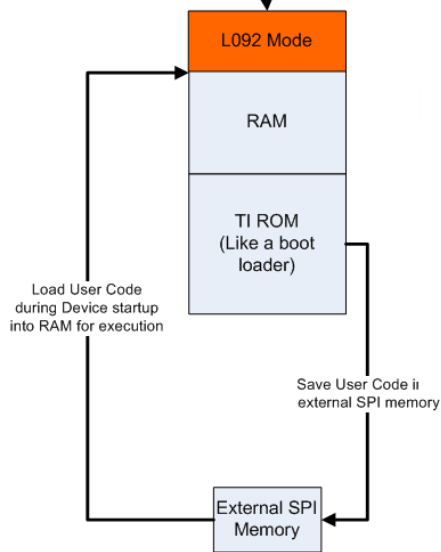 L092 Mode
RAM
TI ROM
(Like a boot
loader)
Load User Code
during Device startup
into RAM for execution
Save User Code in
external SPI memory
External SPI
Memory